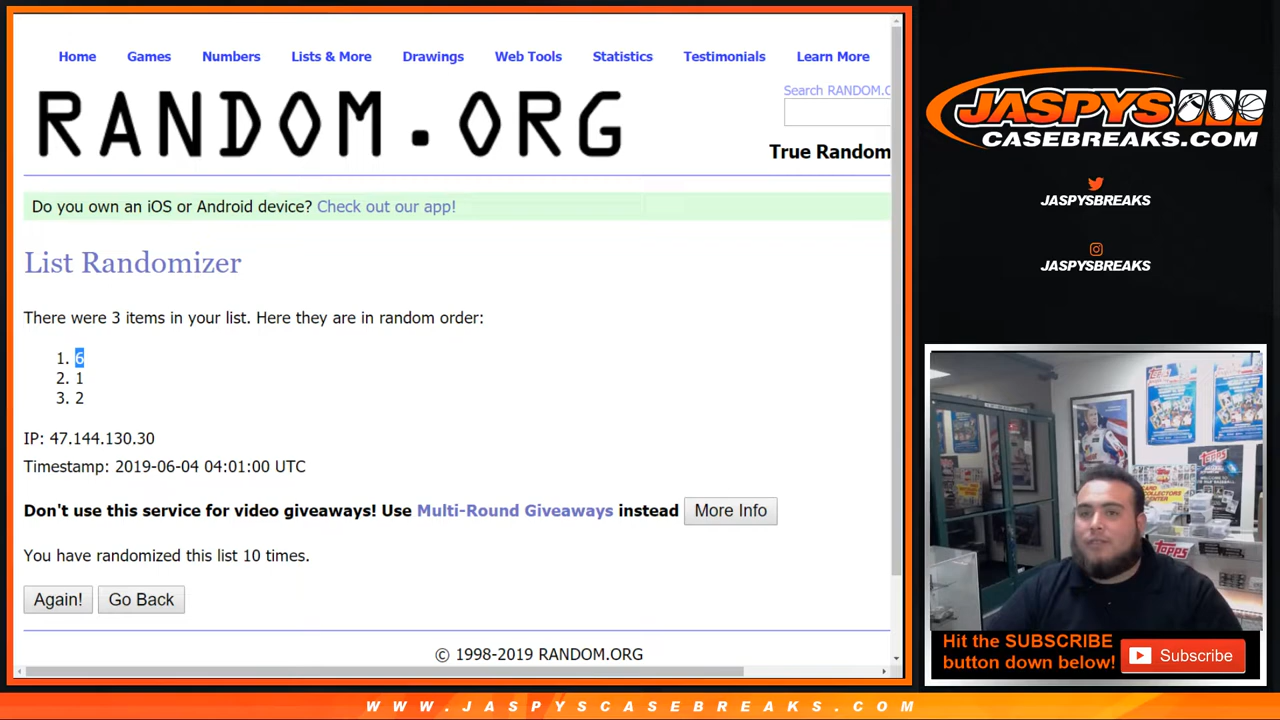 Home Games Numbers Lists & More Drawings Web Tools Statistics Testimonials Learn More
RANDOM.ORG
Search RANDOM.O
True Random
Do you own an iOS or Android device? Check out our app!
List Randomizer
There were 3 items in your list. Here they are in random order:
1. 6
2. 1
3. 2
IP: 47.144.130.30
Timestamp: 2019-06-04 04:01:00 UTC
Don't use this service for video giveaways! Use Multi-Round Giveaways instead More Info
You have randomized this list 10 times.
Again! Go Back
© 1998-2019 RANDOM.ORG
JASPYS
CASEBREAKS.COM
JASPYSBREAKS
JASPYSBREAKS
TOPPS
TOPPS
Hit the SUBSCRIBE
button down below!
Subscribe
WWW.JASPYSCASEBREAKS.COM